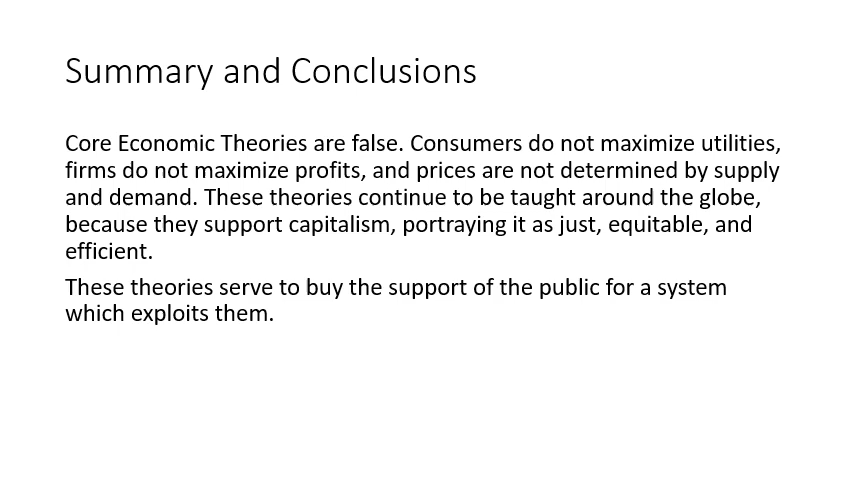 Summary and Conclusions
Core Economic Theories are false. Consumers do not maximize utilities,
firms do not maximize profits, and prices are not determined by supply
and demand. These theories continue to be taught around the globe,
because they support capitalism, portraying it as just, equitable, and
efficient.
These theories serve to buy the support of the public for a system
which exploits them.